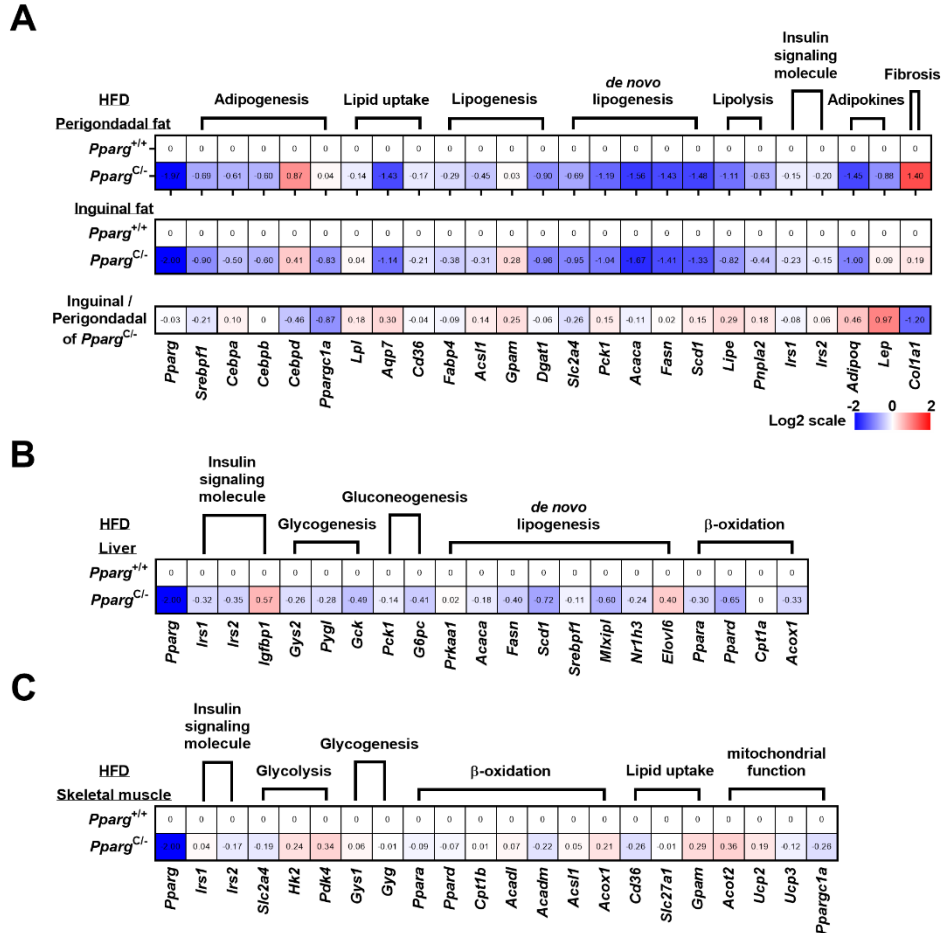 A
HFD
Adipogenesis
Lipid uptake
Lipogenesis
de novo
lipogenesis
Lipolysis
Insulin
signaling
molecule
Adipokines
Fibrosis
Perigondadal fat
Pparg+/+ 0 0 0 0 0 0 0 0 0 0 0 0 0 0 0 0 0 0 0 0 0 0 0 0 0
PpargC/- -1.97 -0.69 -0.61 -0.60 0.87 0.04 -0.14 -1.43 -0.17 -0.29 -0.45 0.03 -0.90 -0.69 -1.19 -1.56 -1.43 -1.48 -1.11 -0.63 -0.15 -0.20 -1.45 -0.88 1.40
Inguinal fat
Pparg+/+ 0 0 0 0 0 0 0 0 0 0 0 0 0 0 0 0 0 0 0 0 0 0 0 0 0
PpargC/- -2.00 -0.90 -0.50 -0.60 0.41 -0.83 0.04 -1.14 -0.21 -0.38 -0.31 0.28 -0.96 -0.95 -1.04 -1.67 -1.41 -1.33 -0.82 -0.44 -0.23 -0.15 -1.00 0.09 0.19
Inguinal /
Perigondadal
of PpargC/-
-0.03 -0.21 0.10 0 -0.46 -0.87 0.18 0.30 -0.04 -0.09 0.14 0.25 -0.06 -0.26 0.15 -0.11 0.02 0.15 0.29 0.18 -0.08 0.06 0.46 0.97 -1.20
Pparg Srebpf1 Cebpa Cebpb Cebpd Ppargc1a Lpl Aqp7 Cd36 Fabp4 Acsl1 Gpam Dgat1 Slc2a4 Pck1 Acaca Fasn Scd1 Lipe Pnpla2 Irs1 Irs2 Adipoq Lep Col1a1
-2 0 2
Log2 scale
B
Insulin
signaling
molecule
Glycogenesis
Gluconeogenesis
de novo
lipogenesis
β-oxidation
HFD
Liver
Pparg+/+ 0 0 0 0 0 0 0 0 0 0 0 0 0 0 0 0 0 0 0 0 0
PpargC/- -0.32 -0.35 0.57 -0.26 -0.28 -0.49 -0.14 -0.41 0.02 -0.18 -0.40 -0.72 -0.11 -0.60 -0.24 0.40 -0.30 -0.65 0 -0.33
Pparg Irs1 Irs2 Igfbp1 Gys2 Pygl Gck Pck1 G6pc Prkaa1 Acaca Fasn Scd1 Srebpf1 Mlxipl Nr1h3 Elovl6 Ppara Ppard Cpt1a Acox1
C
Insulin
signaling
molecule
Glycolysis
Glycogenesis
β-oxidation
Lipid uptake
mitochondrial
function
HFD
Skeletal muscle
Pparg+/+ 0 0 0 0 0 0 0 0 0 0 0 0 0 0 0 0 0 0 0 0 0 0
PpargC/- -2.00 0.04 -0.17 -0.19 0.24 0.34 0.06 -0.01 -0.09 -0.07 0.01 0.07 -0.22 0.05 0.21 -0.26 -0.01 0.29 0.36 0.19 -0.12 -0.26
Pparg Irs1 Irs2 Slc2a4 Hk2 Pdk4 Gys1 Gyg Ppara Ppard Cpt1b Acadl Acadm Acsl1 Acox1 Cd36 Slc27a1 Gpam Acot2 Ucp2 Ucp3 Ppargc1a